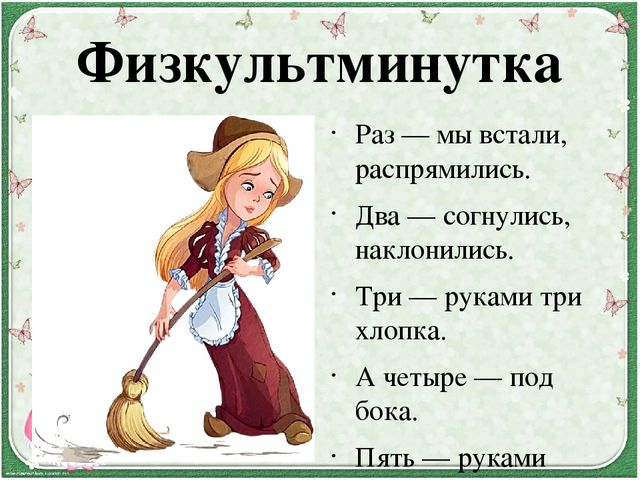 Физкультминутка
Раз — мы встали,
распрямились.
Два — согнулись,
наклонились.
Три — руками три
хлопка.
А четыре — под
бока.
Пять — руками